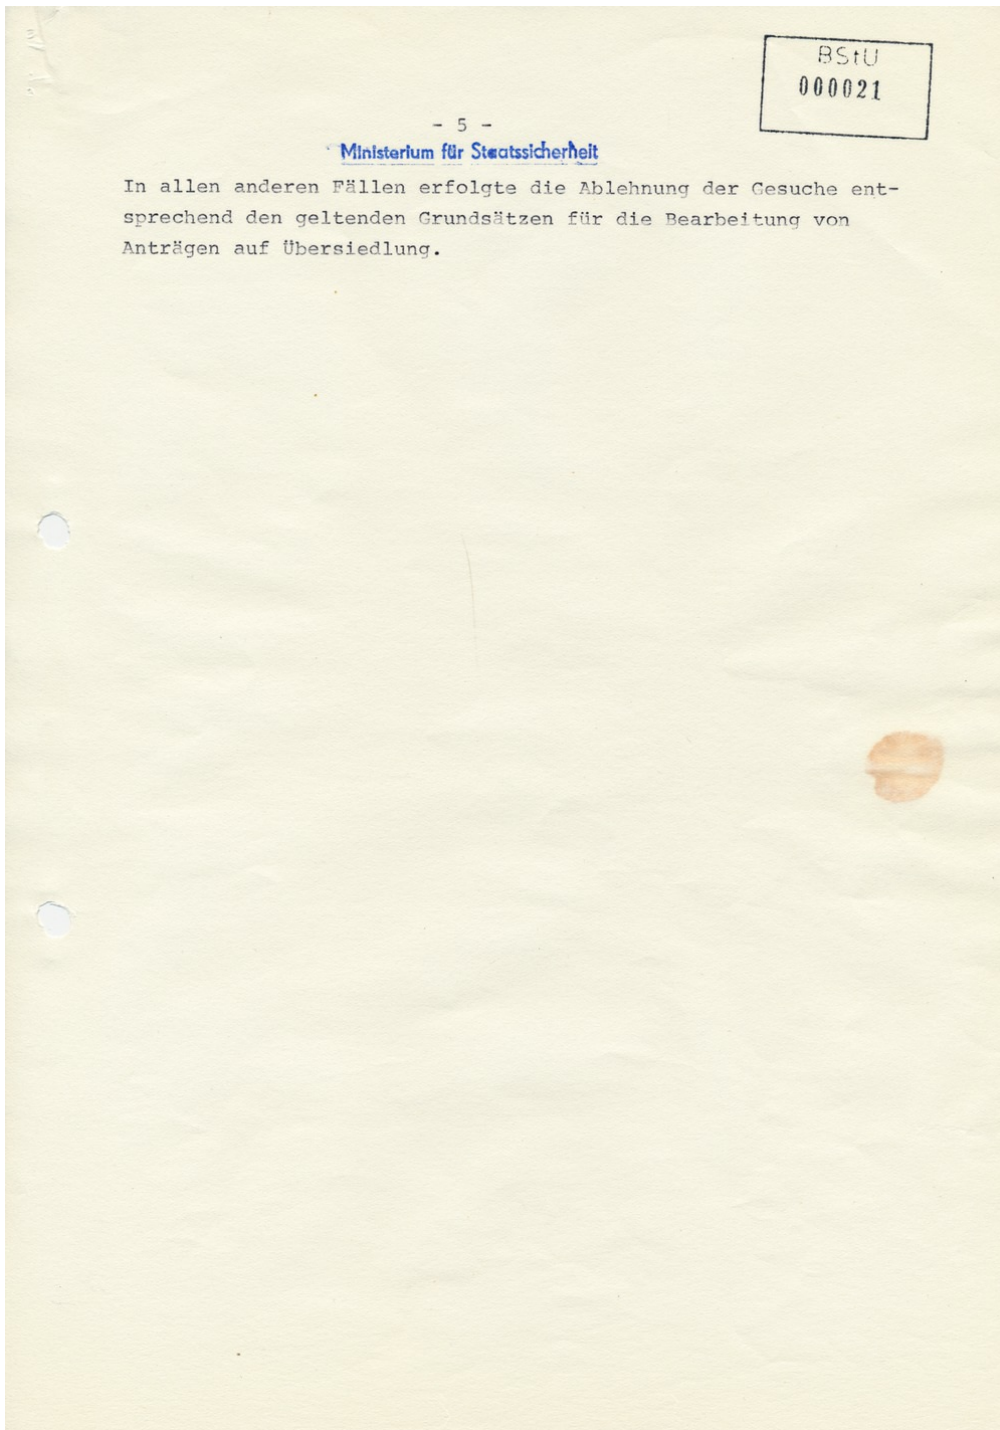 BStU
000021
- 5 -
Ministerium für Staatssicherheit
In allen anderen Fällen erfolgte die Ablehnung der Gesuche ent-
sprechend den geltenden Grundsätzen für die Bearbeitung von
Anträgen auf Übersiedlung.